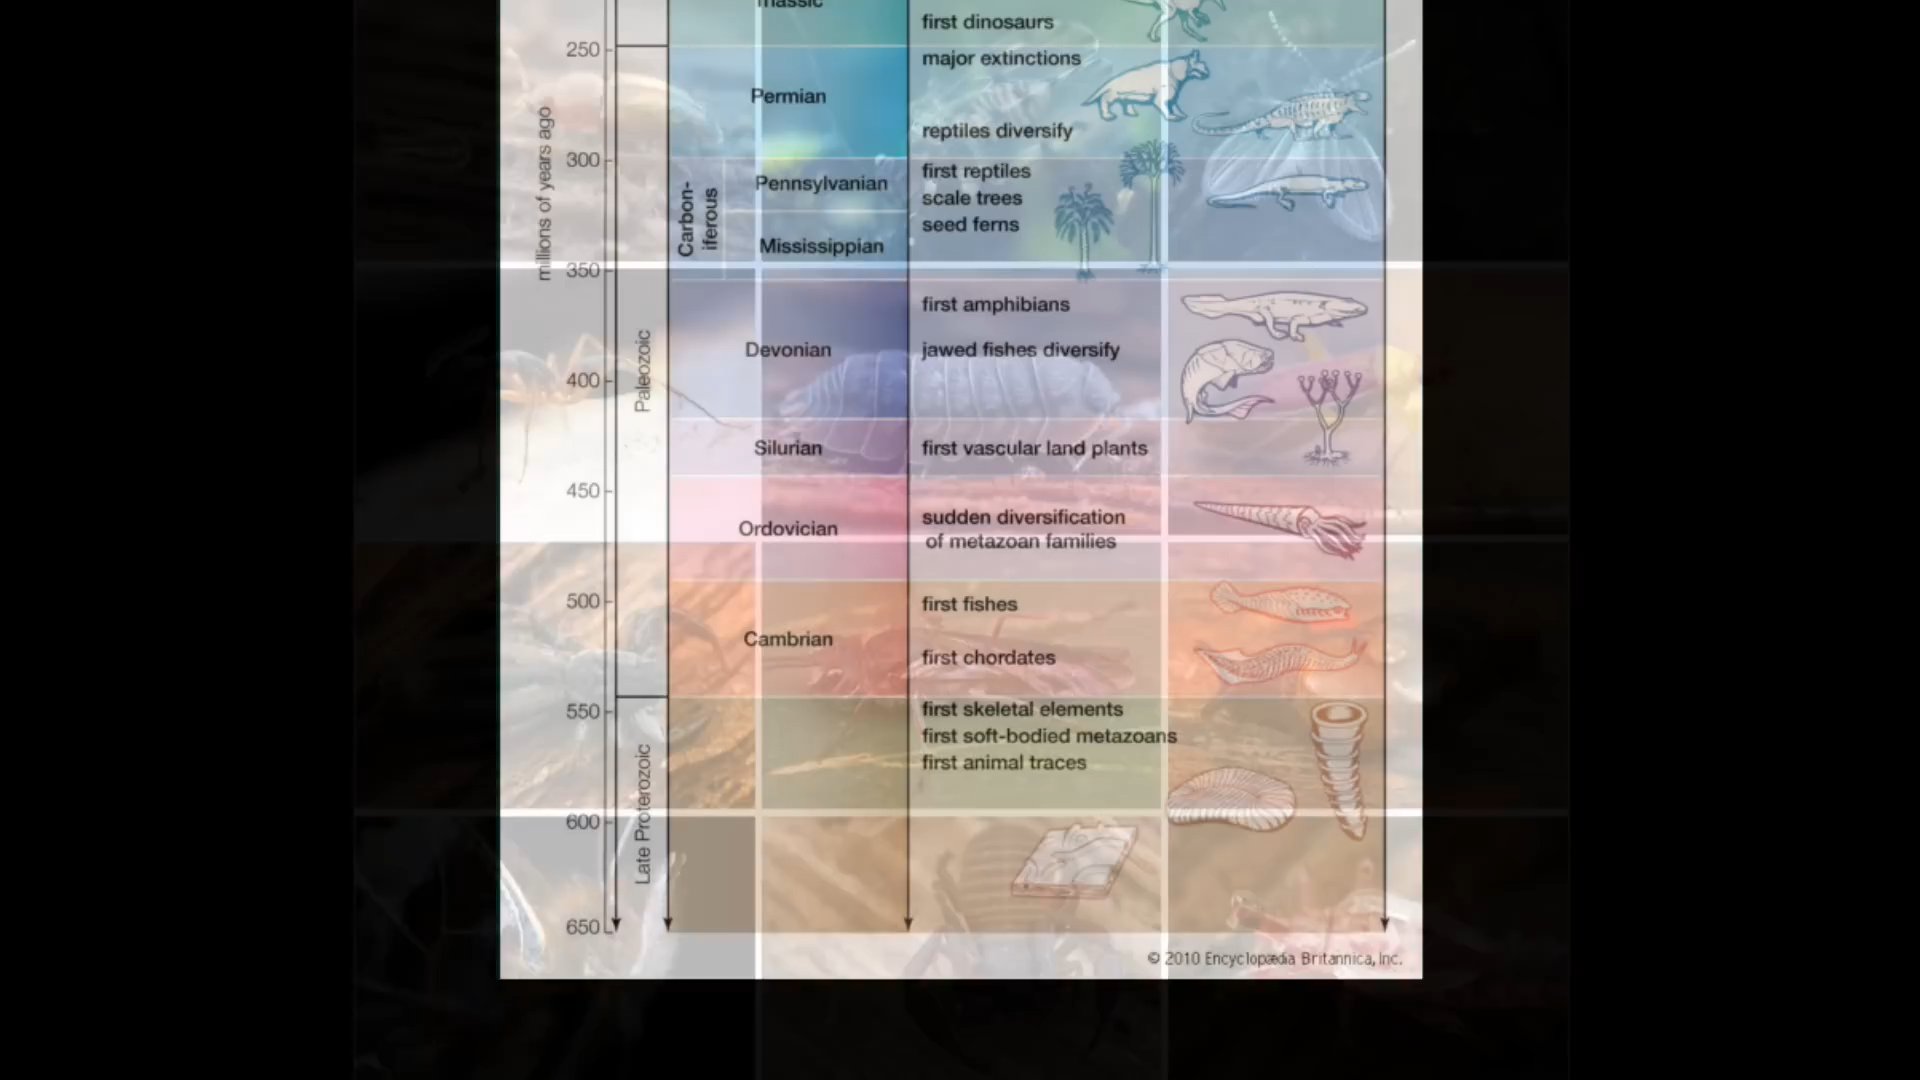 Triassic
first dinosaurs
250
major extinctions
Permian
reptiles diversify
millions of years ago
300
Carbon-
iferous
Pennsylvanian
first reptiles
scale trees
seed ferns
Mississippian
350
first amphibians
Devonian
jawed fishes diversify
Paleozoic
400
Silurian
first vascular land plants
450
Ordovician
sudden diversification
of metazoan families
500
first fishes
Cambrian
first chordates
550
first skeletal elements
first soft-bodied metazoans
first animal traces
Late Proterozoic
600
650
© 2010 Encyclopædia Britannica, Inc.